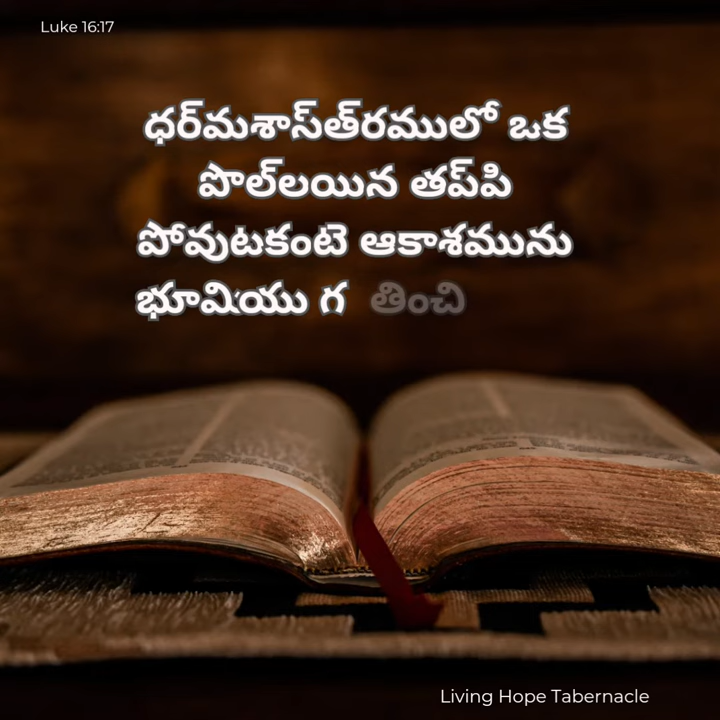 Luke 16:17
ధర్‌మశాస్‌త్‌రములో ఒక
పొల్‌లయిన తప్‌పి
పోవుటకంటె ఆకాశమును
భూమియు గ తించి
Living Hope Tabernacle